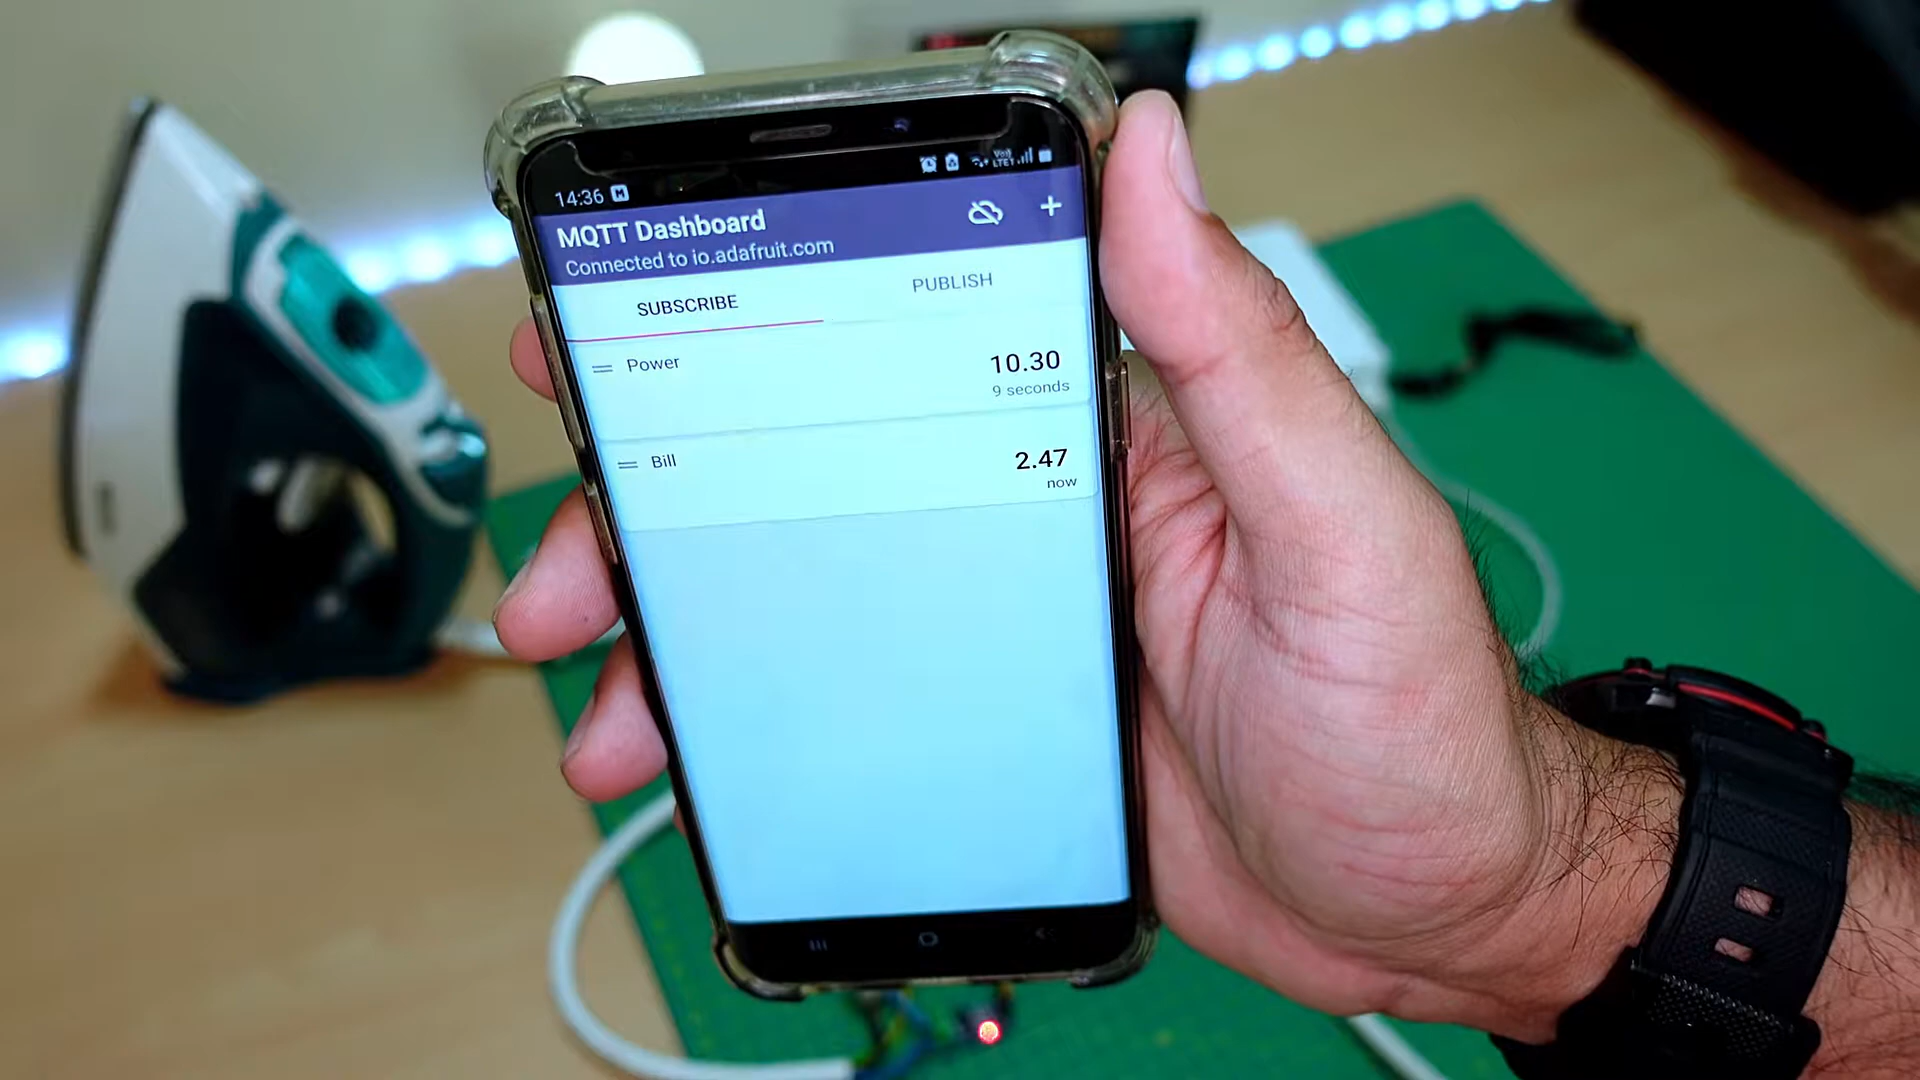 14:36
MQTT Dashboard
Connected to io.adafruit.com
SUBSCRIBE
PUBLISH
Power
10.30
9 seconds
Bill
2.47
now